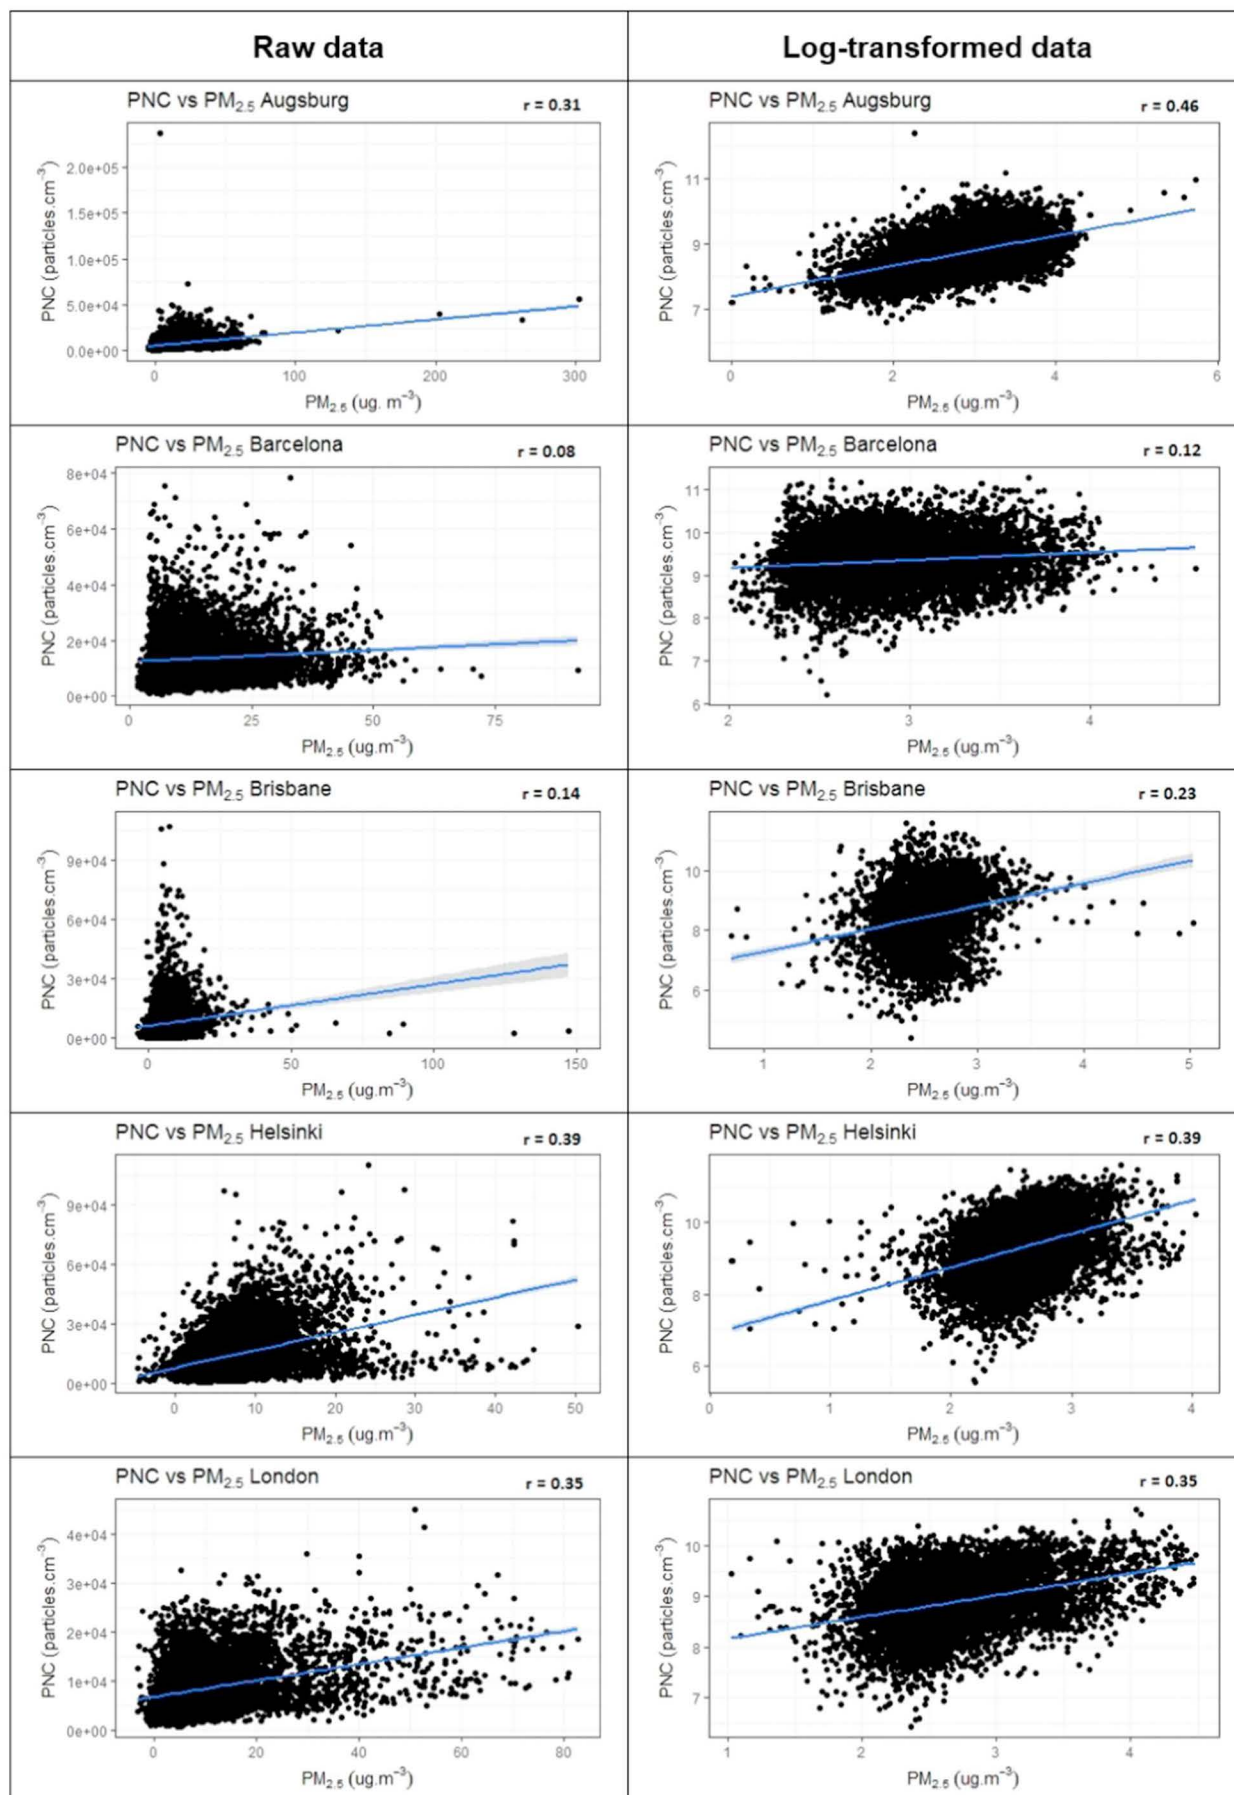 Raw data
Log-transformed data
PNC vs PM2.5 Augsburg
r = 0.31
PNC (particles.cm−3)
2.0e+05
1.5e+05
1.0e+05
5.0e+04
0.0e+00
0 100 200 300
PM2.5 (ug. m−3)
PNC vs PM2.5 Augsburg
r = 0.46
PNC (particles.cm−3)
11
9
7
0 2 4 6
PM2.5 (ug.m−3)
PNC vs PM2.5 Barcelona
r = 0.08
PNC (particles.cm−3)
8e+04
6e+04
4e+04
2e+04
0e+00
0 25 50 75
PM2.5 (ug.m−3)
PNC vs PM2.5 Barcelona
r = 0.12
PNC (particles.cm−3)
11
10
9
8
7
6
2 3 4
PM2.5 (ug.m−3)
PNC vs PM2.5 Brisbane
r = 0.14
PNC (particles.cm−3)
9e+04
6e+04
3e+04
0e+00
0 50 100 150
PM2.5 (ug.m−3)
PNC vs PM2.5 Brisbane
r = 0.23
PNC (particles.cm−3)
10
8
6
1 2 3 4 5
PM2.5 (ug.m−3)
PNC vs PM2.5 Helsinki
r = 0.39
PNC (particles.cm−3)
9e+04
6e+04
3e+04
0e+00
0 10 20 30 40 50
PM2.5 (ug.m−3)
PNC vs PM2.5 Helsinki
r = 0.39
PNC (particles.cm−3)
10
8
6
0 1 2 3 4
PM2.5 (ug.m−3)
PNC vs PM2.5 London
r = 0.35
PNC (particles.cm−3)
4e+04
3e+04
2e+04
1e+04
0e+00
0 20 40 60 80
PM2.5 (ug.m−3)
PNC vs PM2.5 London
r = 0.35
PNC (particles.cm−3)
10
9
8
7
1 2 3 4
PM2.5 (ug.m−3)